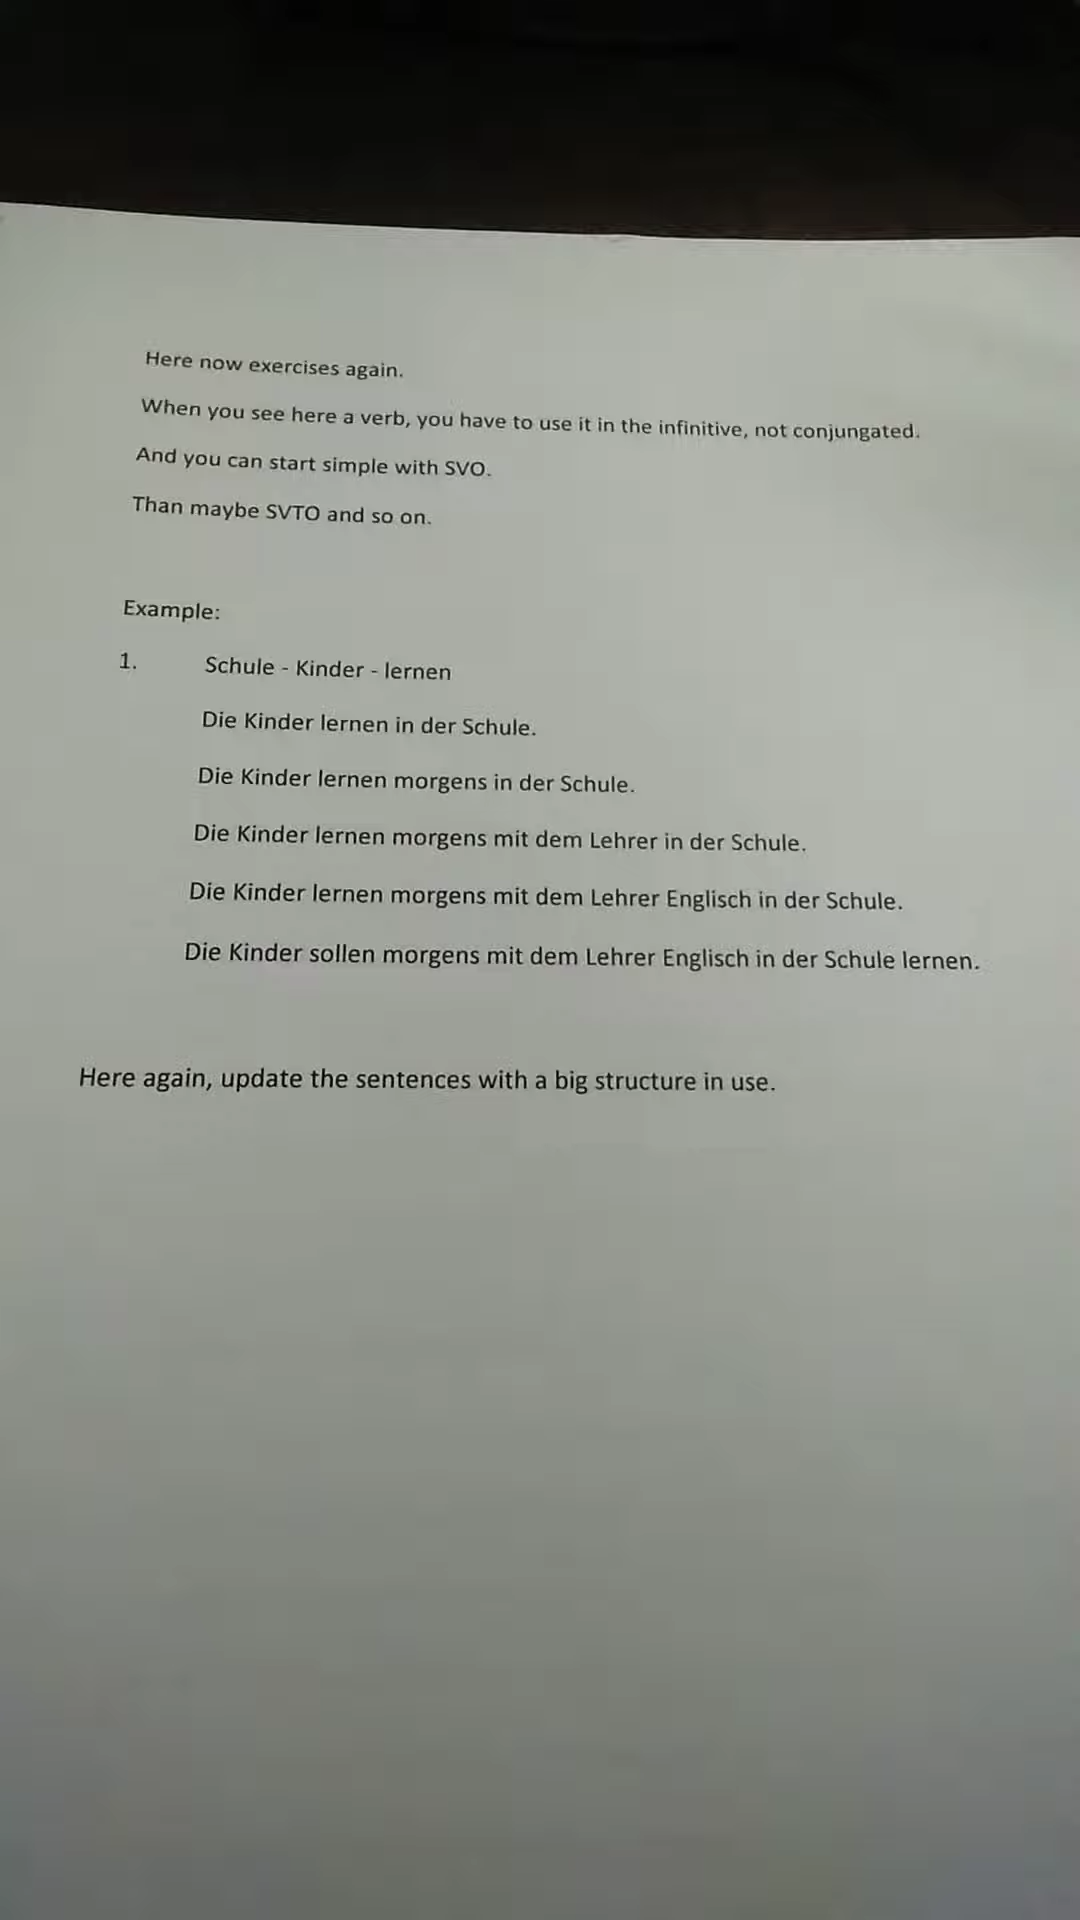 Here now exercises again.
When you see here a verb, you have to use it in the infinitive, not conjungated.
And you can start simple with SVO.
Than maybe SVTO and so on.
Example:
1. Schule - Kinder - lernen
Die Kinder lernen in der Schule.
Die Kinder lernen morgens in der Schule.
Die Kinder lernen morgens mit dem Lehrer in der Schule.
Die Kinder lernen morgens mit dem Lehrer Englisch in der Schule.
Die Kinder sollen morgens mit dem Lehrer Englisch in der Schule lernen.
Here again, update the sentences with a big structure in use.